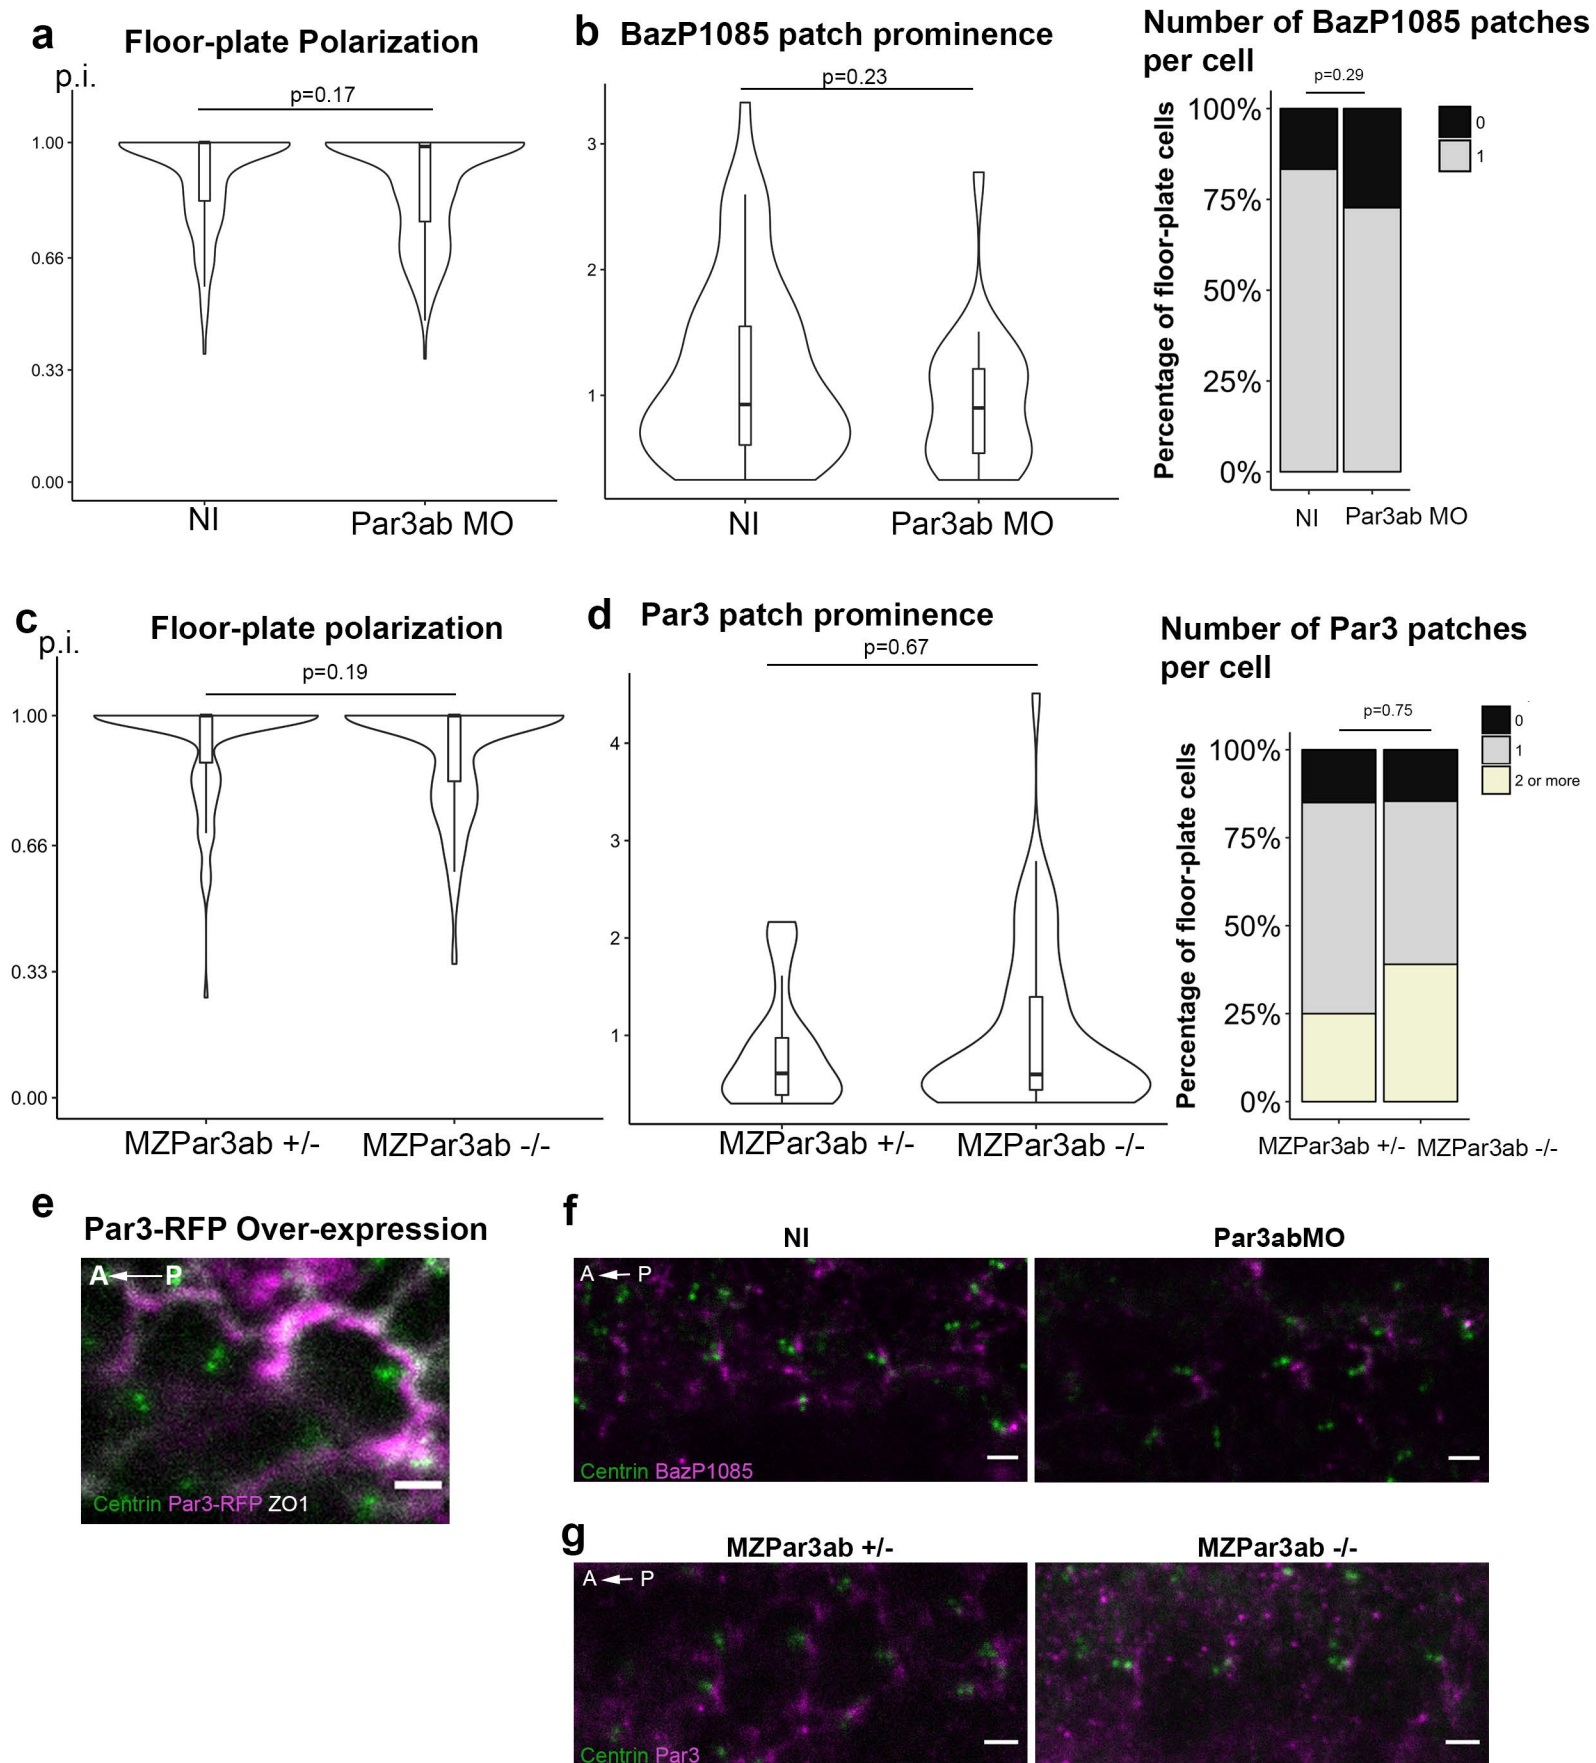 a
Floor-plate Polarization
p.i.
p=0.17
1.00
0.66
0.33
0.00
NI
Par3ab MO
b
BazP1085 patch prominence
p=0.23
3
2
1
NI
Par3ab MO
Number of BazP1085 patches
per cell
p=0.29
Percentage of floor-plate cells
100%
75%
50%
25%
0%
0
1
NI
Par3ab MO
c
Floor-plate polarization
p.i.
p=0.19
1.00
0.66
0.33
0.00
MZPar3ab +/-
MZPar3ab -/-
d
Par3 patch prominence
p=0.67
4
3
2
1
MZPar3ab +/-
MZPar3ab -/-
Number of Par3 patches
per cell
p=0.75
Percentage of floor-plate cells
100%
75%
50%
25%
0%
0
1
2 or more
MZPar3ab +/-
MZPar3ab -/-
e
Par3-RFP Over-expression
A P
Centrin Par3-RFP ZO1
f
NI
Par3abMO
A P
Centrin BazP1085
g
MZPar3ab +/-
MZPar3ab -/-
A P
Centrin Par3